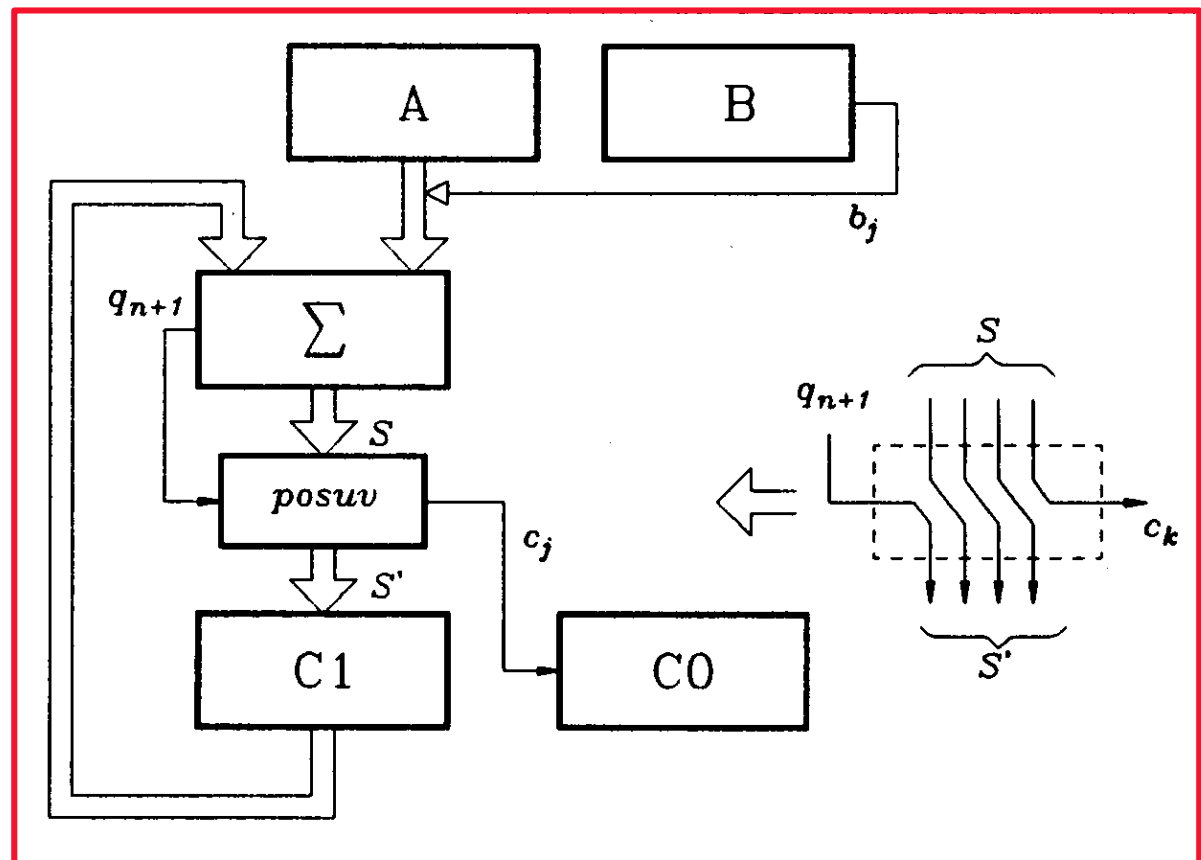 A
B
b_j
q_{n+1}
Σ
S
posuv
c_j
S'
C1
C0
S
q_{n+1}
c_k
S'